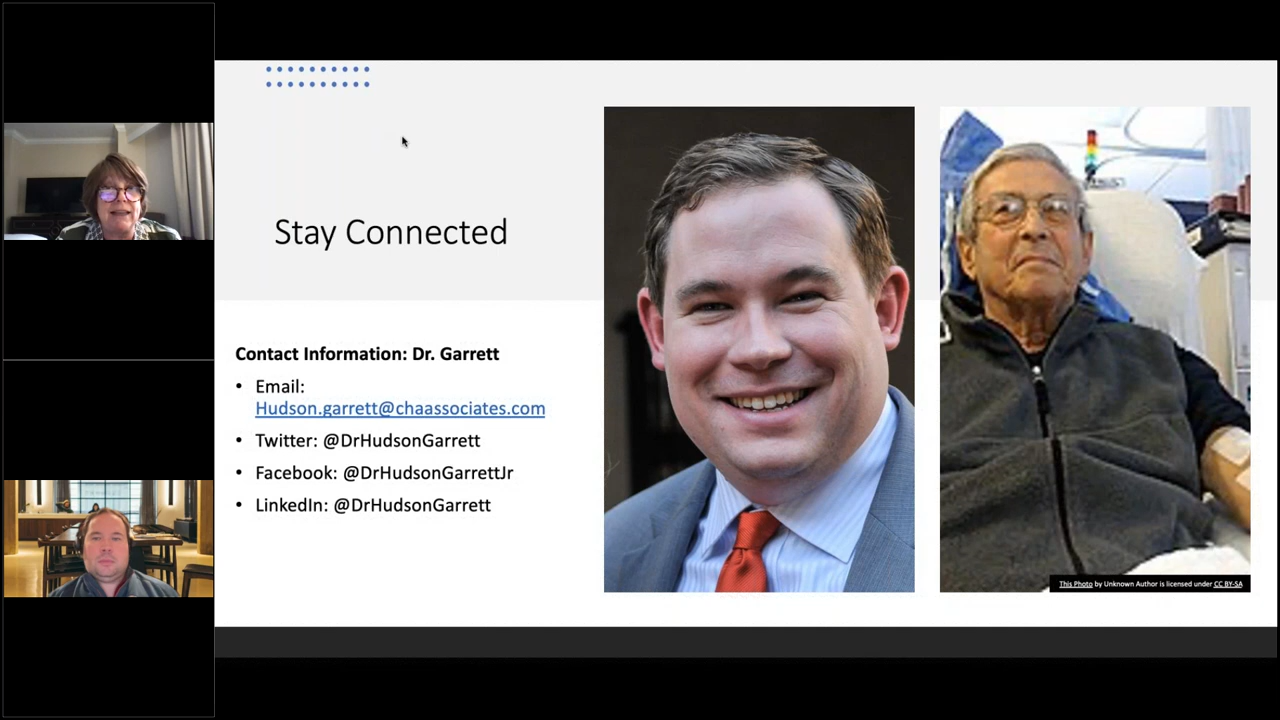 Stay Connected
Contact Information: Dr. Garrett
• Email:
Hudson.garrett@chaassociates.com
• Twitter: @DrHudsonGarrett
• Facebook: @DrHudsonGarrettJr
• LinkedIn: @DrHudsonGarrett
This Photo by Unknown Author is licensed under CC BY-SA